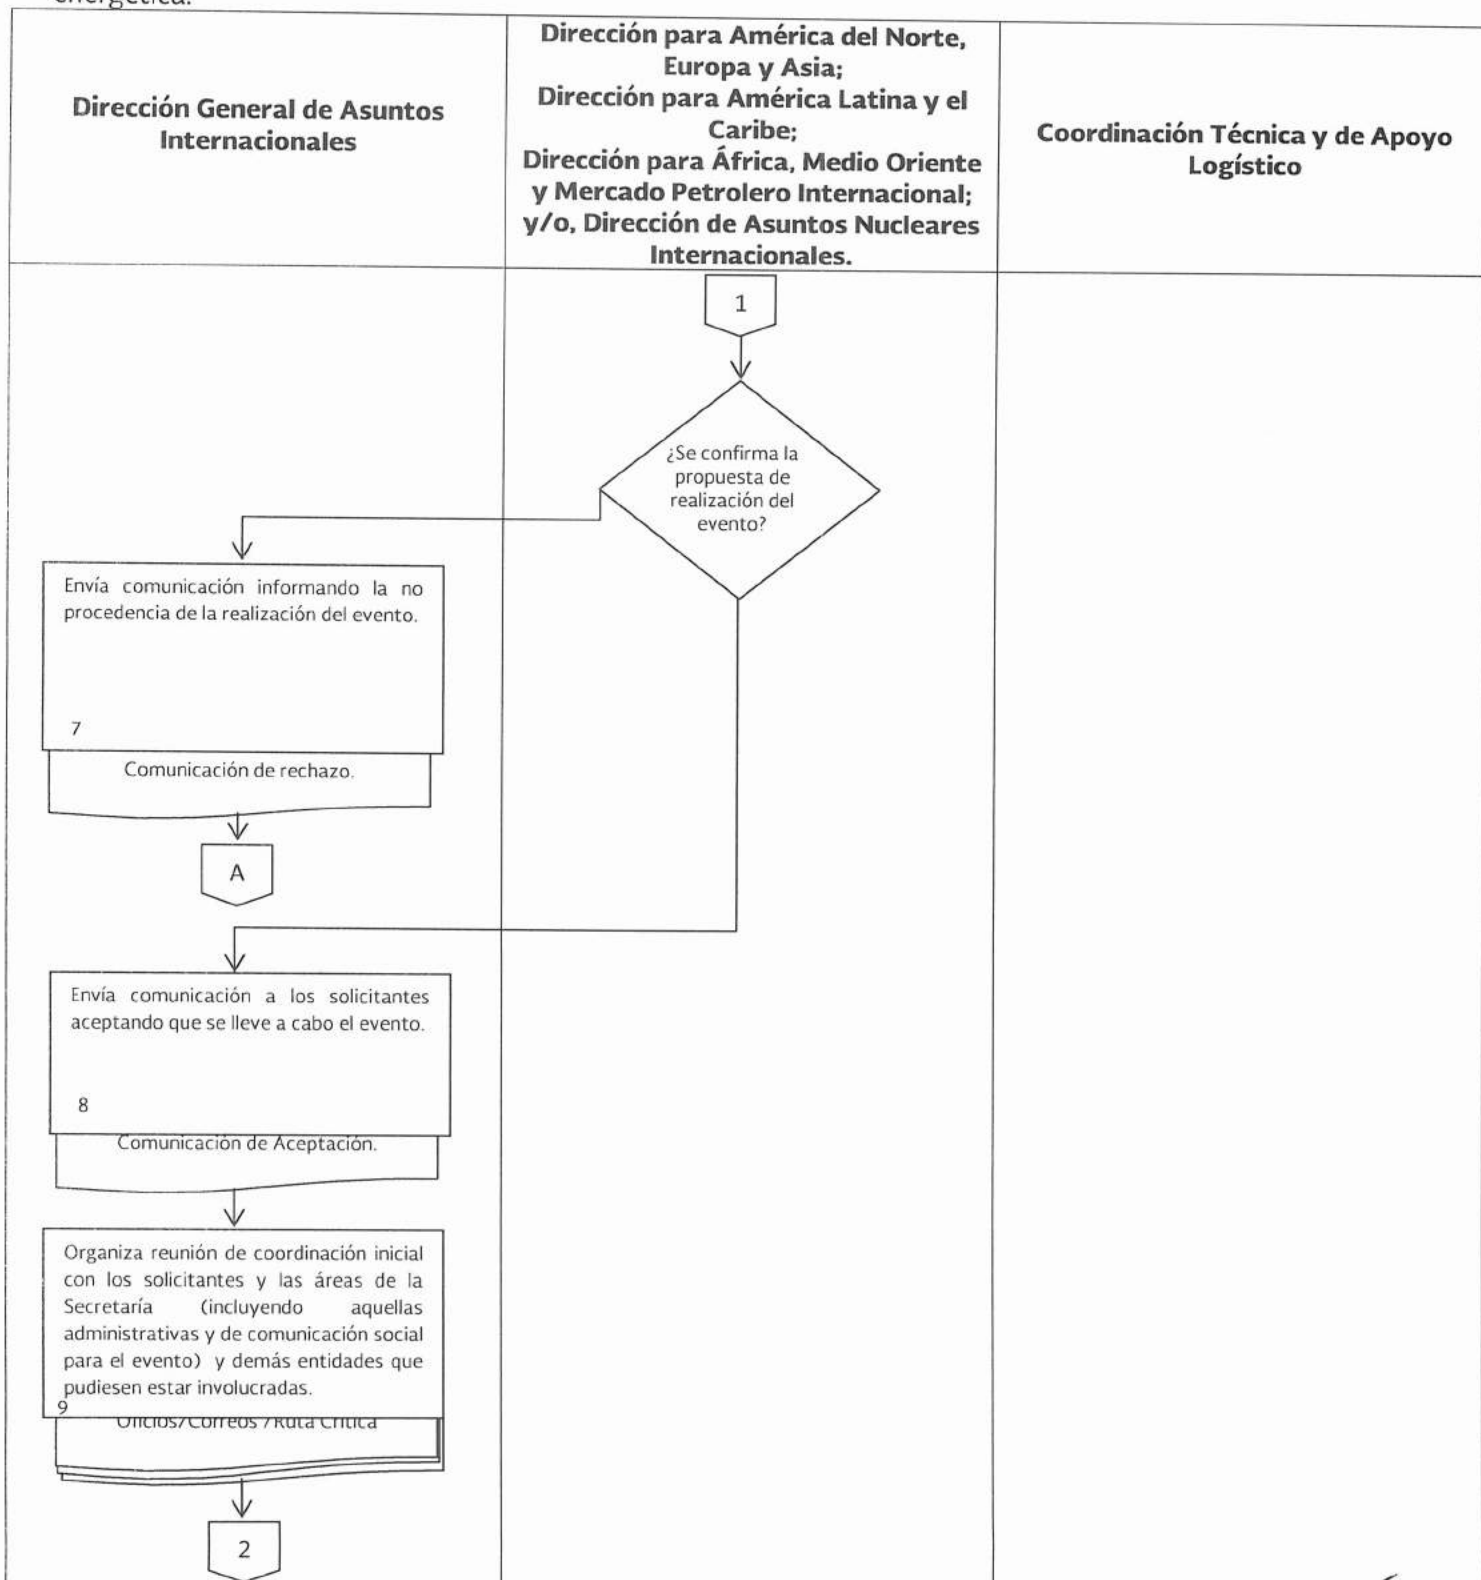 energética.
Dirección General de Asuntos
Internacionales
Dirección para América del Norte,
Europa y Asia;
Dirección para América Latina y el
Caribe;
Dirección para África, Medio Oriente
y Mercado Petrolero Internacional;
y/o, Dirección de Asuntos Nucleares
Internacionales.
Coordinación Técnica y de Apoyo
Logístico
1
¿Se confirma la
propuesta de
realización del
evento?
Envía comunicación informando la no
procedencia de la realización del evento.
7
Comunicación de rechazo.
A
Envía comunicación a los solicitantes
aceptando que se lleve a cabo el evento.
8
Comunicación de Aceptación.
Organiza reunión de coordinación inicial
con los solicitantes y las áreas de la
Secretaría (incluyendo aquellas
administrativas y de comunicación social
para el evento) y demás entidades que
pudiesen estar involucradas.
9
Oficios/Correos /Ruta Crítica
2